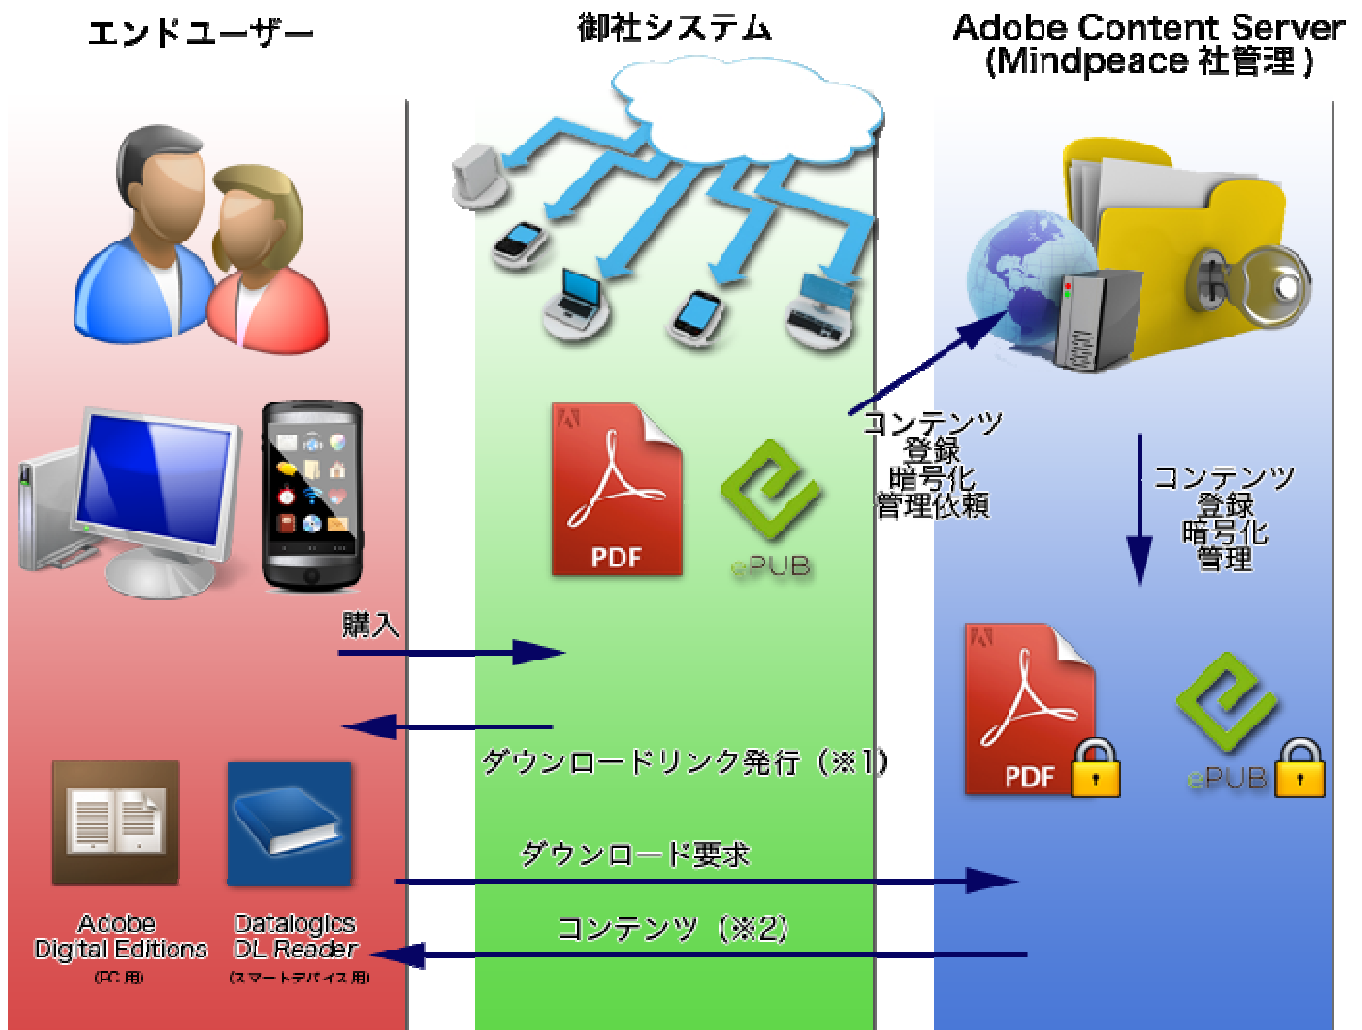 エンドユーザー
御社システム
Adobe Content Server
(Mindpeace 社管理 )
コンテンツ
登録
暗号化
管理依頼
コンテンツ
登録
暗号化
管理
PDF
ePUB
購入
ダウンロードリンク発行（※1）
PDF
ePUB
ダウンロード要求
コンテンツ（※2）
Adobe
Digital Editions
(PC 用)
Datalogics
DL Reader
(スマートデバイス用)